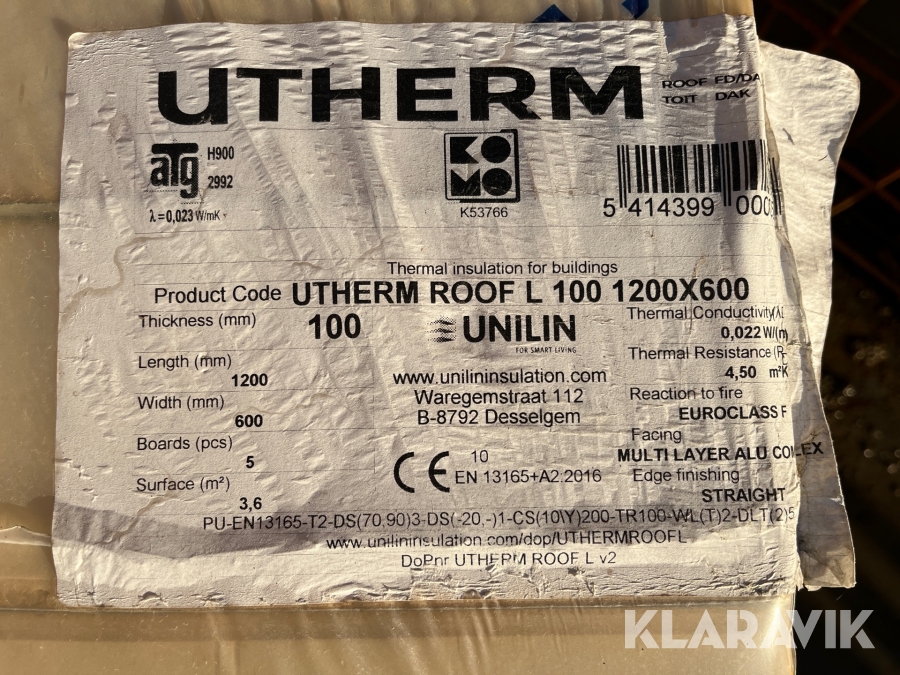 UTHERM
ROOF FD/DA
TOIT DAK
aTg H900
2992
λ=0,023 W/mK
KOMO
K53766
5 414399 000
Thermal insulation for buildings
Product Code UTHERM ROOF L 100 1200X600
Thickness (mm) 100
UNILIN
FOR SMART LIVING
Thermal Conductivity(λ
0,022 W/(m
Length (mm)
1200
Thermal Resistance (R
4,50 m²K
www.unilininsulation.com
Waregemstraat 112
B-8792 Desselgem
Width (mm)
600
Reaction to fire
EUROCLASS F
Boards (pcs)
5
Facing
MULTI LAYER ALU
Surface (m²)
3,6
CE 10
EN 13165+A2:2016
Edge finishing
STRAIGHT
PU-EN13165-T2-DS(70,90)3-DS(-20,-)1-CS(10\Y)200-TR100-WL(T)2-DLT(2)5
www.unilininsulation.com/dop/UTHERMROOFL
DoPnr UTHERM ROOF L v2
KLARAVIK